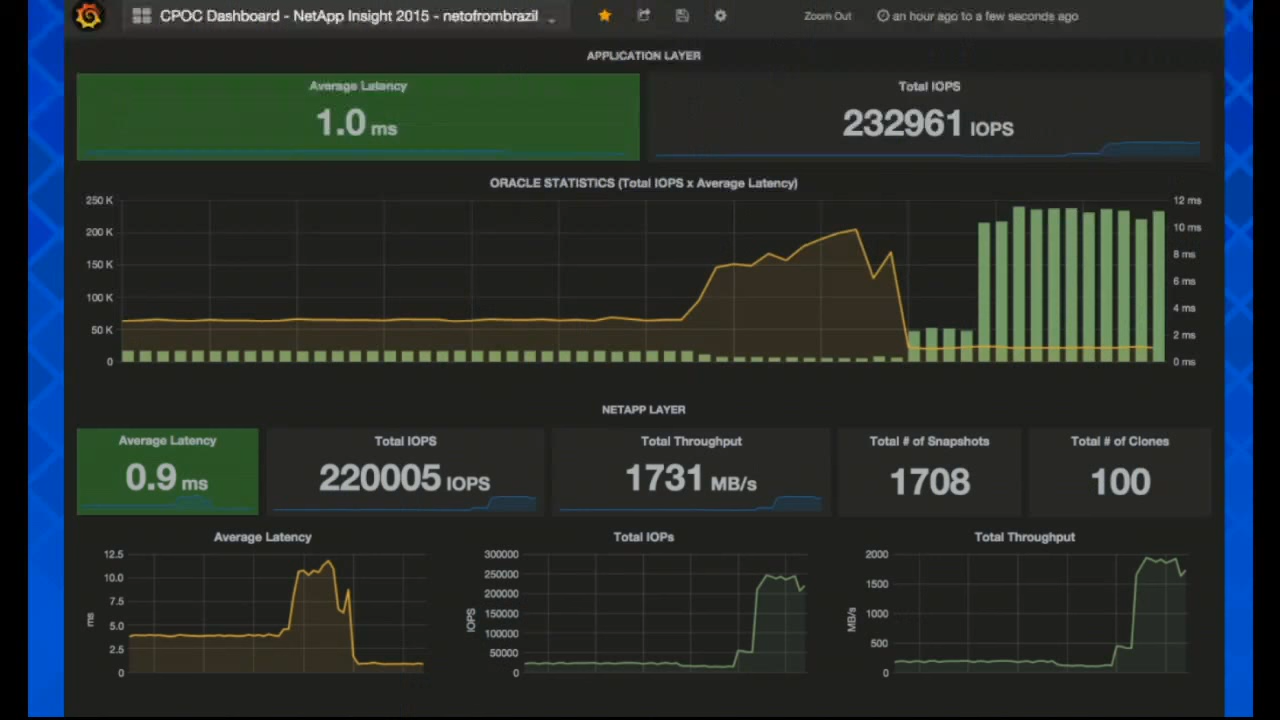 CPOC Dashboard - NetApp Insight 2015 - netofrombrazil
Zoom Out
an hour ago to a few seconds ago
APPLICATION LAYER
Average Latency
1.0 ms
Total IOPS
232961 IOPS
ORACLE STATISTICS (Total IOPS x Average Latency)
250 K
200 K
150 K
100 K
50 K
0
12 ms
10 ms
8 ms
6 ms
4 ms
2 ms
0 ms
NETAPP LAYER
Average Latency
0.9 ms
Total IOPS
220005 IOPS
Total Throughput
1731 MB/s
Total # of Snapshots
1708
Total # of Clones
100
Average Latency
12.5
10.0
7.5
5.0
2.5
0
ms
Total IOPs
300000
250000
200000
150000
100000
50000
0
IOPS
Total Throughput
2000
1500
1000
500
0
MB/s